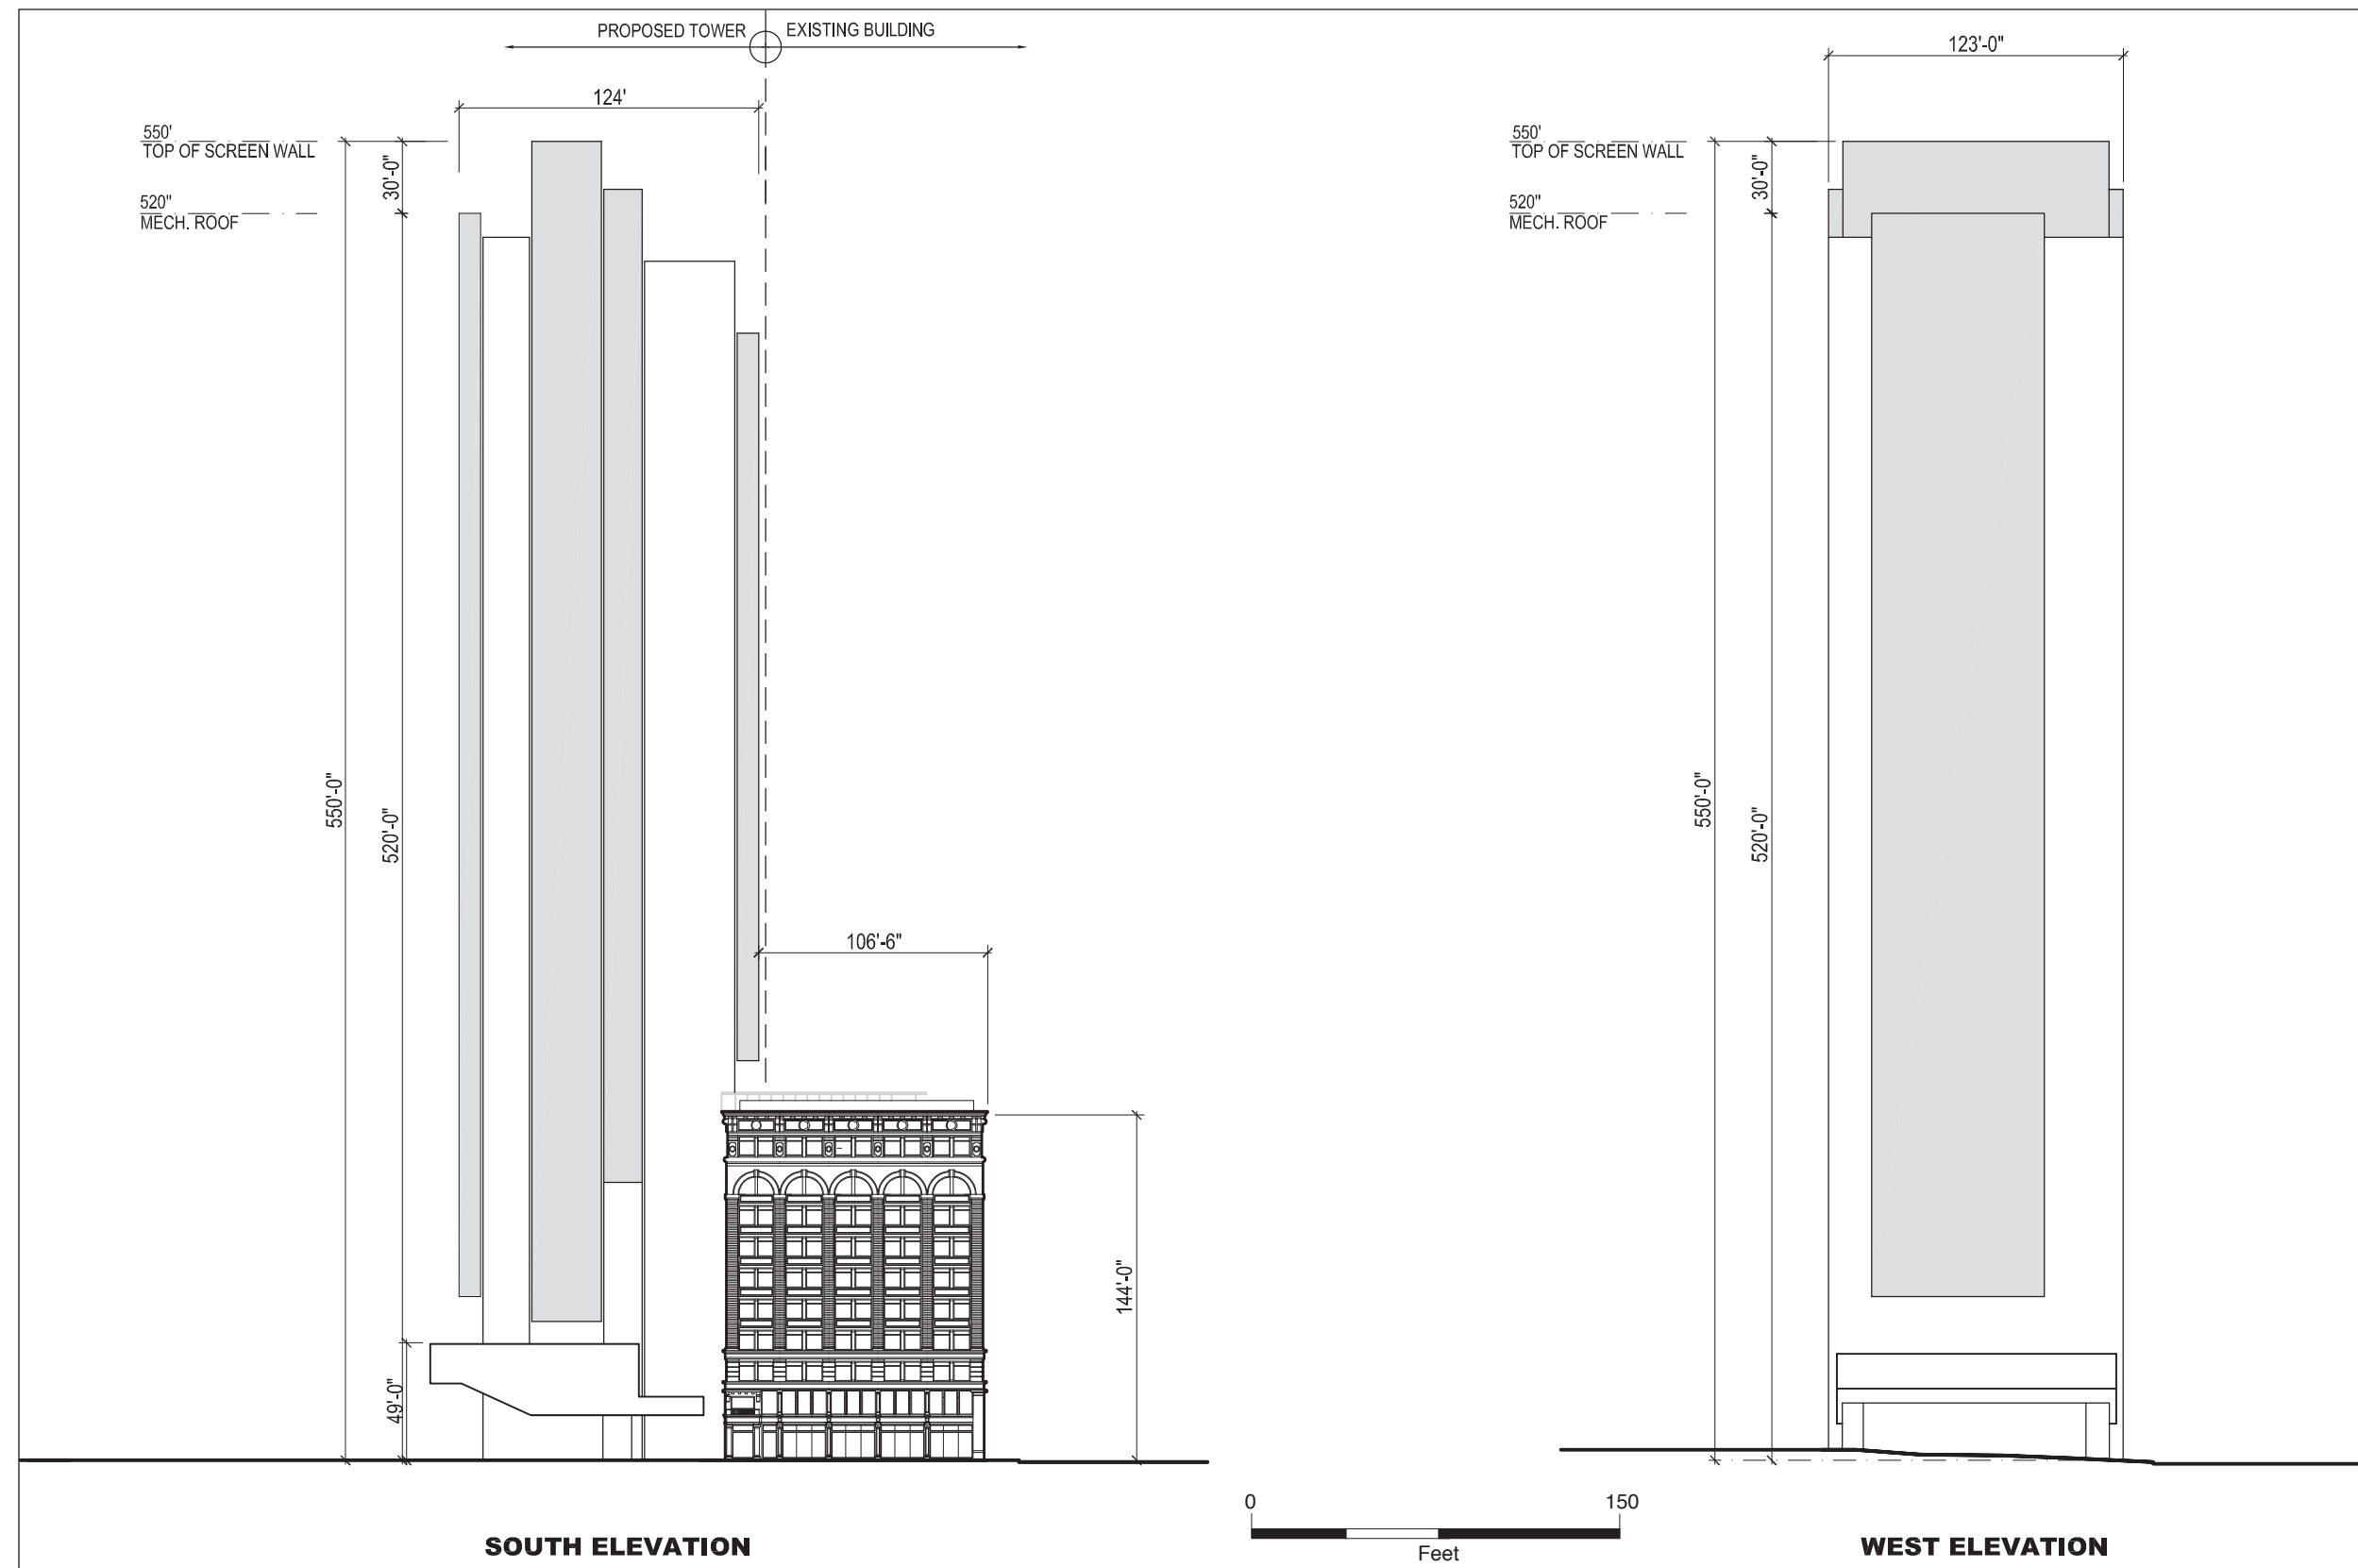 PROPOSED TOWER
EXISTING BUILDING
124'
550'
TOP OF SCREEN WALL
30'-0"
520"
MECH. ROOF
550'-0"
520'-0"
106'-6"
144'-0"
49'-0"
SOUTH ELEVATION
0
150
Feet
123'-0"
550'
TOP OF SCREEN WALL
30'-0"
520"
MECH. ROOF
550'-0"
520'-0"
WEST ELEVATION